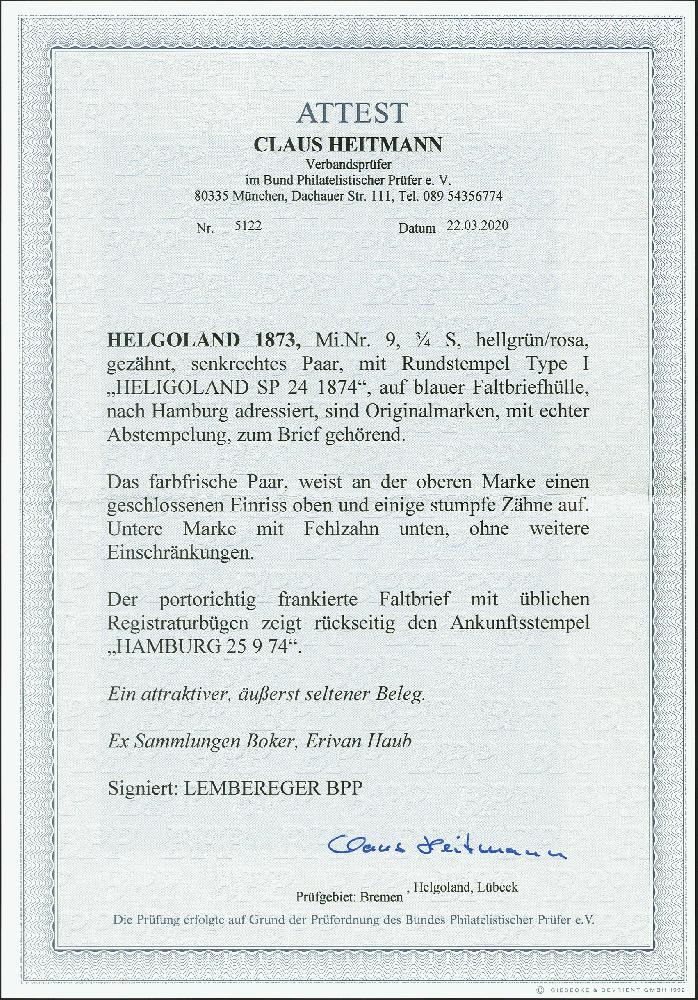 ATTEST
CLAUS HEITMANN
Verbandsprüfer
im Bund Philatelistischer Prüfer e. V.
80335 München, Dachauer Str. 111, Tel. 089 54356774
Nr. 5122 Datum 22.03.2020
HELGOLAND 1873, Mi.Nr. 9, ¾ S, hellgrün/rosa,
gezähnt, senkrechtes Paar, mit Rundstempel Type I
„HELIGOLAND SP 24 1874“, auf blauer Faltbriefhülle,
nach Hamburg adressiert, sind Originalmarken, mit echter
Abstempelung, zum Brief gehörend.
Das farbfrische Paar, weist an der oberen Marke einen
geschlossenen Einriss oben und einige stumpfe Zähne auf.
Untere Marke mit Fehlzahn unten, ohne weitere
Einschränkungen.
Der portorichtig frankierte Faltbrief mit üblichen
Registraturbügen zeigt rückseitig den Ankunftsstempel
„HAMBURG 25 9 74“.
Ein attraktiver, äußerst seltener Beleg.
Ex Sammlungen Boker, Erivan Haub
Signiert: LEMBEREGER BPP
Claus Heitmann
Prüfgebiet: Bremen , Helgoland, Lübeck
Die Prüfung erfolgte auf Grund der Prüfordnung des Bundes Philatelistischer Prüfer e.V.
© GIESECKE & DEVRIENT GMBH 1992